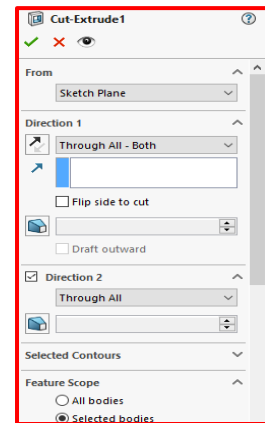 Cut-Extrude1
From
Sketch Plane
Direction 1
Through All - Both
Flip side to cut
Draft outward
Direction 2
Through All
Selected Contours
Feature Scope
All bodies
Selected bodies